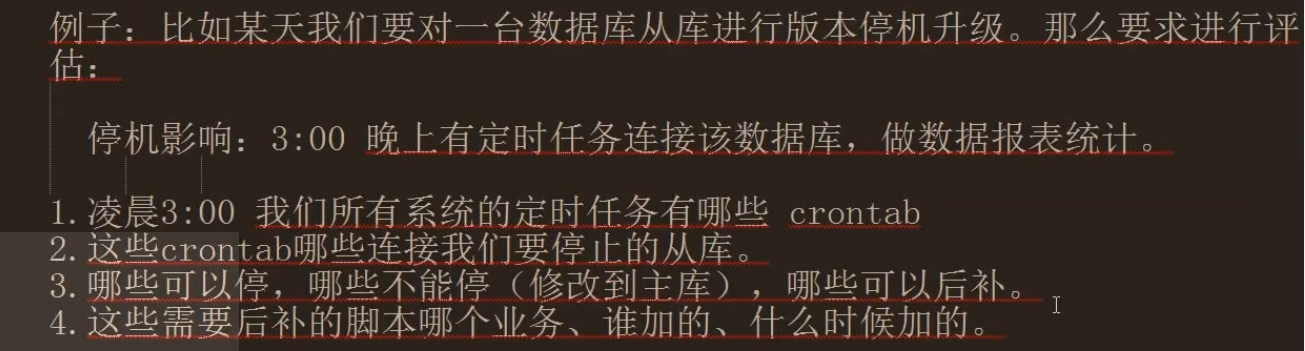 例子：比如某天我们要对一台数据库从库进行版本停机升级。那么要求进行评
估：
停机影响：3:00 晚上有定时任务连接该数据库，做数据报表统计。
1.凌晨3:00 我们所有系统的定时任务有哪些 crontab
2.这些crontab哪些连接我们要停止的从库。
3.哪些可以停，哪些不能停（修改到主库），哪些可以后补。
4.这些需要后补的脚本哪个业务、谁加的、什么时候加的。